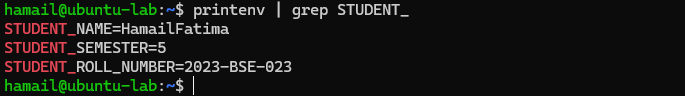 hamail@ubuntu-lab:~$ printenv | grep STUDENT_
STUDENT_NAME=HamailFatima
STUDENT_SEMESTER=5
STUDENT_ROLL_NUMBER=2023-BSE-023
hamail@ubuntu-lab:~$